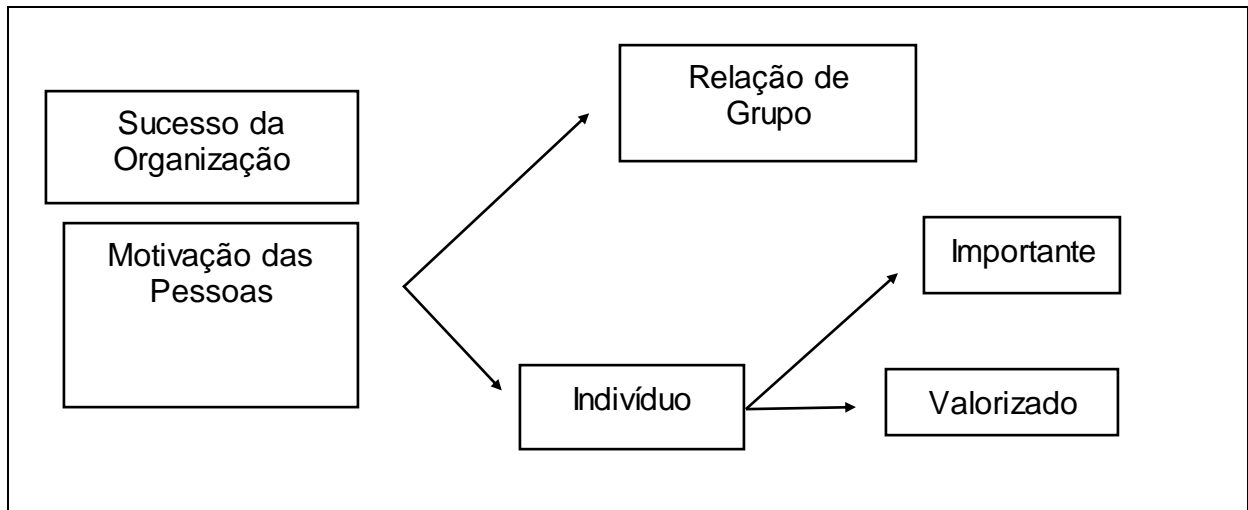 Sucesso da
Organização
Motivação das
Pessoas
Relação de
Grupo
Indivíduo
Importante
Valorizado